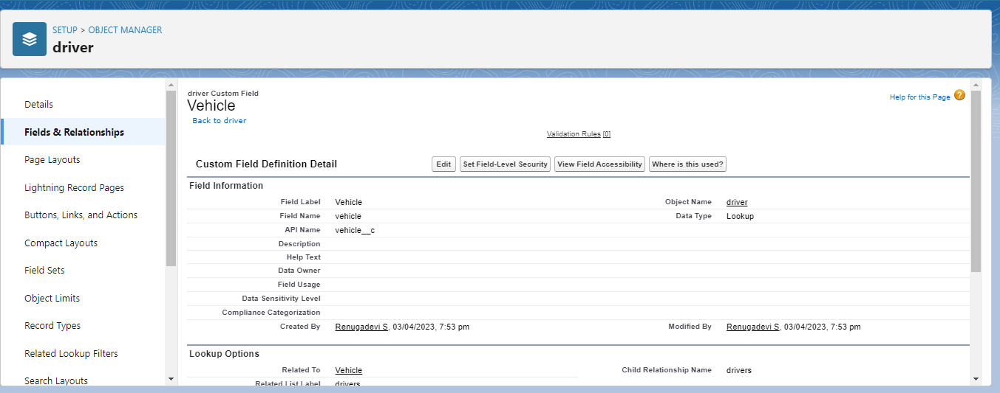 SETUP > OBJECT MANAGER
driver
Details
Fields & Relationships
Page Layouts
Lightning Record Pages
Buttons, Links, and Actions
Compact Layouts
Field Sets
Object Limits
Record Types
Related Lookup Filters
Search Layouts
driver Custom Field
Vehicle
Back to driver
Help for this Page ?
Validation Rules [0]
Custom Field Definition Detail Edit Set Field-Level Security View Field Accessibility Where is this used?
Field Information
Field Label Vehicle Object Name driver
Field Name vehicle Data Type Lookup
API Name vehicle__c
Description
Help Text
Data Owner
Field Usage
Data Sensitivity Level
Compliance Categorization
Created By Renugadevi S, 03/04/2023, 7:53 pm Modified By Renugadevi S, 03/04/2023, 7:53 pm
Lookup Options
Related To Vehicle Child Relationship Name drivers
Related List Label drivers